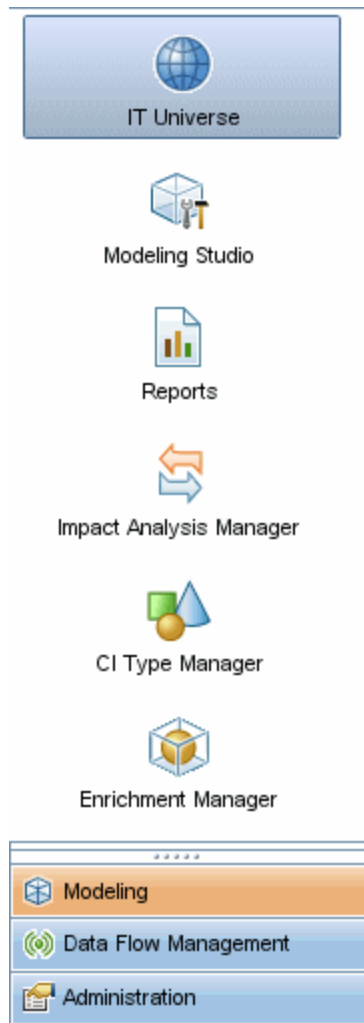 IT Universe
Modeling Studio
Reports
Impact Analysis Manager
CI Type Manager
Enrichment Manager
Modeling
Data Flow Management
Administration